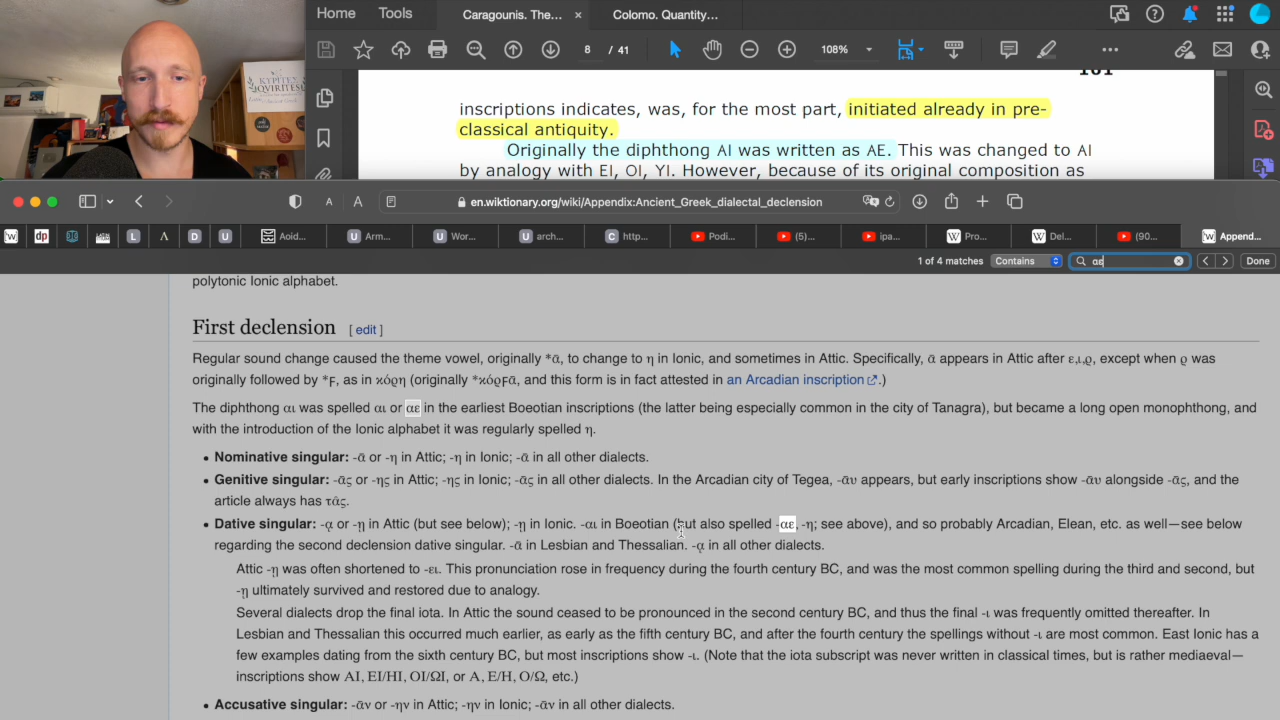 Home
Tools
Caragounis. The...
×
Colomo. Quantity...
8 / 41
108%
161
inscriptions indicates, was, for the most part, initiated already in pre-
classical antiquity.
Originally the diphthong AI was written as AE. This was changed to AI
by analogy with EI, OI, YI. However, because of its original composition as
A A
en.wiktionary.org/wiki/Appendix:Ancient_Greek_dialectal_declension
W
dp
L
Λ
D
U
Aoid...
U Arm...
U Wor...
U arch...
C http...
Podi...
(5)...
ipa...
W Pro...
W Del...
(90...
Append...
1 of 4 matches
Contains
αε
Done
polytonic Ionic alphabet.
First declension [ edit ]
Regular sound change caused the theme vowel, originally *ᾱ, to change to η in Ionic, and sometimes in Attic. Specifically, ᾱ appears in Attic after ε,ι,ρ, except when ρ was
originally followed by *ϝ, as in κόρη (originally *κόρϝᾱ, and this form is in fact attested in an Arcadian inscription.)
The diphthong αι was spelled αι or αε in the earliest Boeotian inscriptions (the latter being especially common in the city of Tanagra), but became a long open monophthong, and
with the introduction of the Ionic alphabet it was regularly spelled η.
• Nominative singular: -ᾱ or -η in Attic; -η in Ionic; -ᾱ in all other dialects.
• Genitive singular: -ᾱς or -ης in Attic; -ης in Ionic; -ᾱς in all other dialects. In the Arcadian city of Tegea, -ᾱυ appears, but early inscriptions show -ᾱυ alongside -ᾱς, and the
article always has τᾶς.
• Dative singular: -ᾳ or -ῃ in Attic (but see below); -ῃ in Ionic. -αι in Boeotian (but also spelled -αε, -η; see above), and so probably Arcadian, Elean, etc. as well—see below
regarding the second declension dative singular. -ᾱ in Lesbian and Thessalian. -ᾳ in all other dialects.
Attic -ῃ was often shortened to -ει. This pronunciation rose in frequency during the fourth century BC, and was the most common spelling during the third and second, but
-ῃ ultimately survived and restored due to analogy.
Several dialects drop the final iota. In Attic the sound ceased to be pronounced in the second century BC, and thus the final -ι was frequently omitted thereafter. In
Lesbian and Thessalian this occurred much earlier, as early as the fifth century BC, and after the fourth century the spellings without -ι are most common. East Ionic has a
few examples dating from the sixth century BC, but most inscriptions show -ι. (Note that the iota subscript was never written in classical times, but is rather mediaeval—
inscriptions show ΑΙ, ΕΙ/ΗΙ, ΟΙ/ΩΙ, or Α, Ε/Η, Ο/Ω, etc.)
• Accusative singular: -ᾱν or -ην in Attic; -ην in Ionic; -ᾱν in all other dialects.